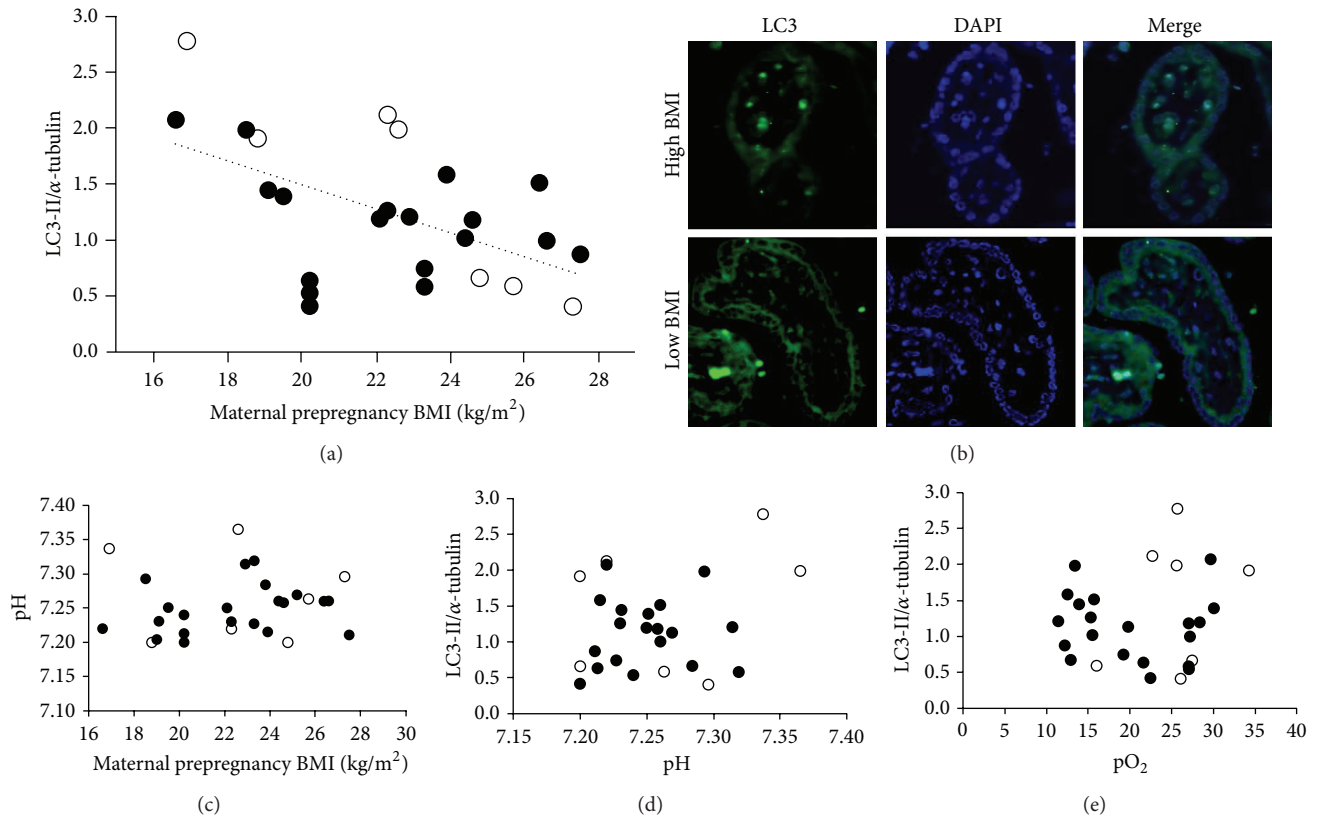 3.0
2.5
2.0
1.5
1.0
0.5
0.0
LC3-II/α-tubulin
16 18 20 22 24 26 28
Maternal prepregnancy BMI (kg/m²)
(a)
LC3 DAPI Merge
High BMI
Low BMI
(b)
7.40
7.35
7.30
7.25
7.20
7.15
7.10
pH
16 18 20 22 24 26 28 30
Maternal prepregnancy BMI (kg/m²)
(c)
3.0
2.5
2.0
1.5
1.0
0.5
0.0
LC3-II/α-tubulin
7.15 7.20 7.25 7.30 7.35 7.40
pH
(d)
3.0
2.5
2.0
1.5
1.0
0.5
0.0
LC3-II/α-tubulin
0 5 10 15 20 25 30 35 40
pO₂
(e)